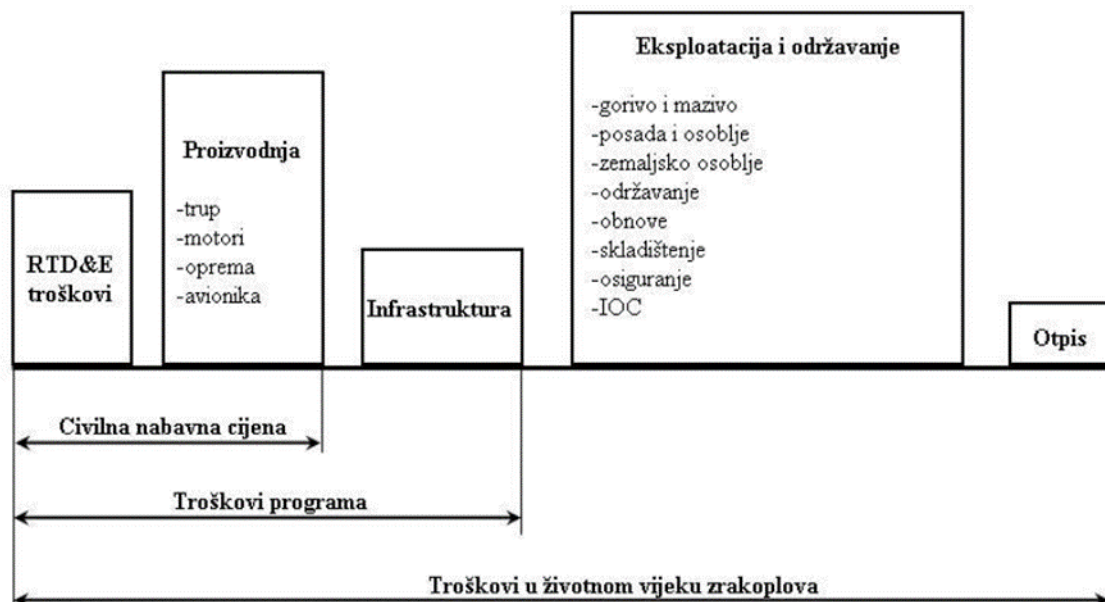 RTD&E
troškovi
Proizvodnja
-trup
-motori
-oprema
-avionika
Infrastruktura
Eksploatacija i održavanje
-gorivo i mazivo
-posada i osoblje
-zemaljsko osoblje
-održavanje
-obnove
-skladištenje
-osiguranje
-IOC
Otpis
Civilna nabavna cijena
Troškovi programa
Troškovi u životnom vijeku zrakoplova